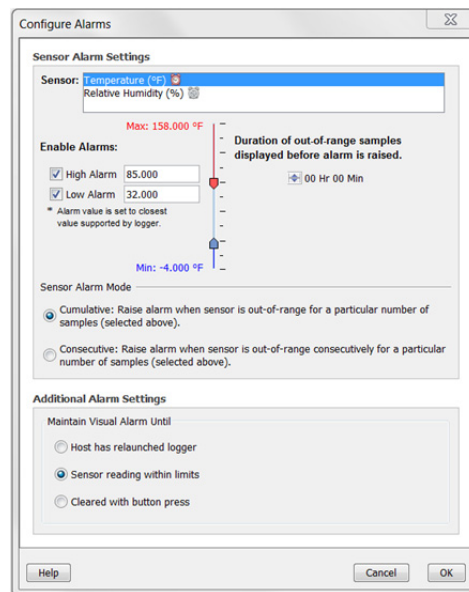 Configure Alarms
Sensor Alarm Settings
Sensor: Temperature (°F)
Relative Humidity (%)
Max: 158.000 °F
Enable Alarms:
Duration of out-of-range samples
displayed before alarm is raised.
High Alarm 85.000
00 Hr 00 Min
Low Alarm 32.000
* Alarm value is set to closest
value supported by logger.
Min: -4.000 °F
Sensor Alarm Mode
Cumulative: Raise alarm when sensor is out-of-range for a particular number of
samples (selected above).
Consecutive: Raise alarm when sensor is out-of-range consecutively for a particular
number of samples (selected above).
Additional Alarm Settings
Maintain Visual Alarm Until
Host has relaunched logger
Sensor reading within limits
Cleared with button press
Help
Cancel
OK